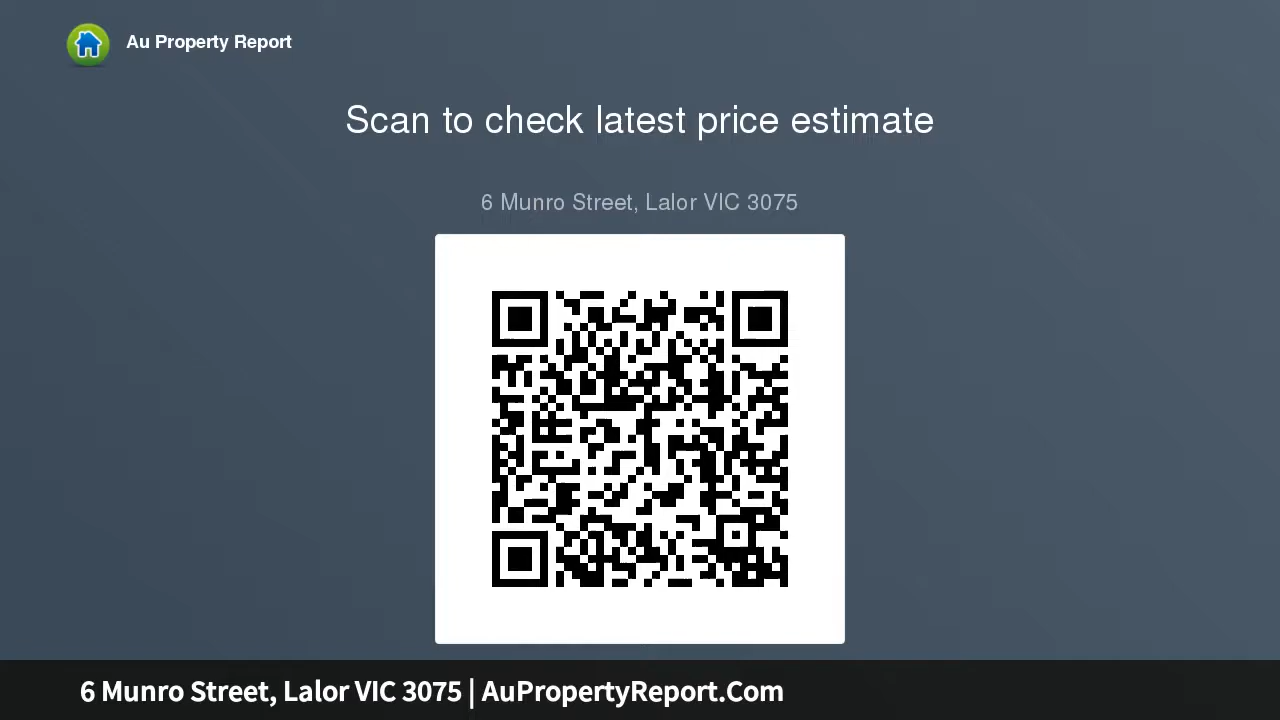 Au Property Report
Scan to check latest price estimate
6 Munro Street, Lalor VIC 3075
6 Munro Street, Lalor VIC 3075 | AuPropertyReport.Com